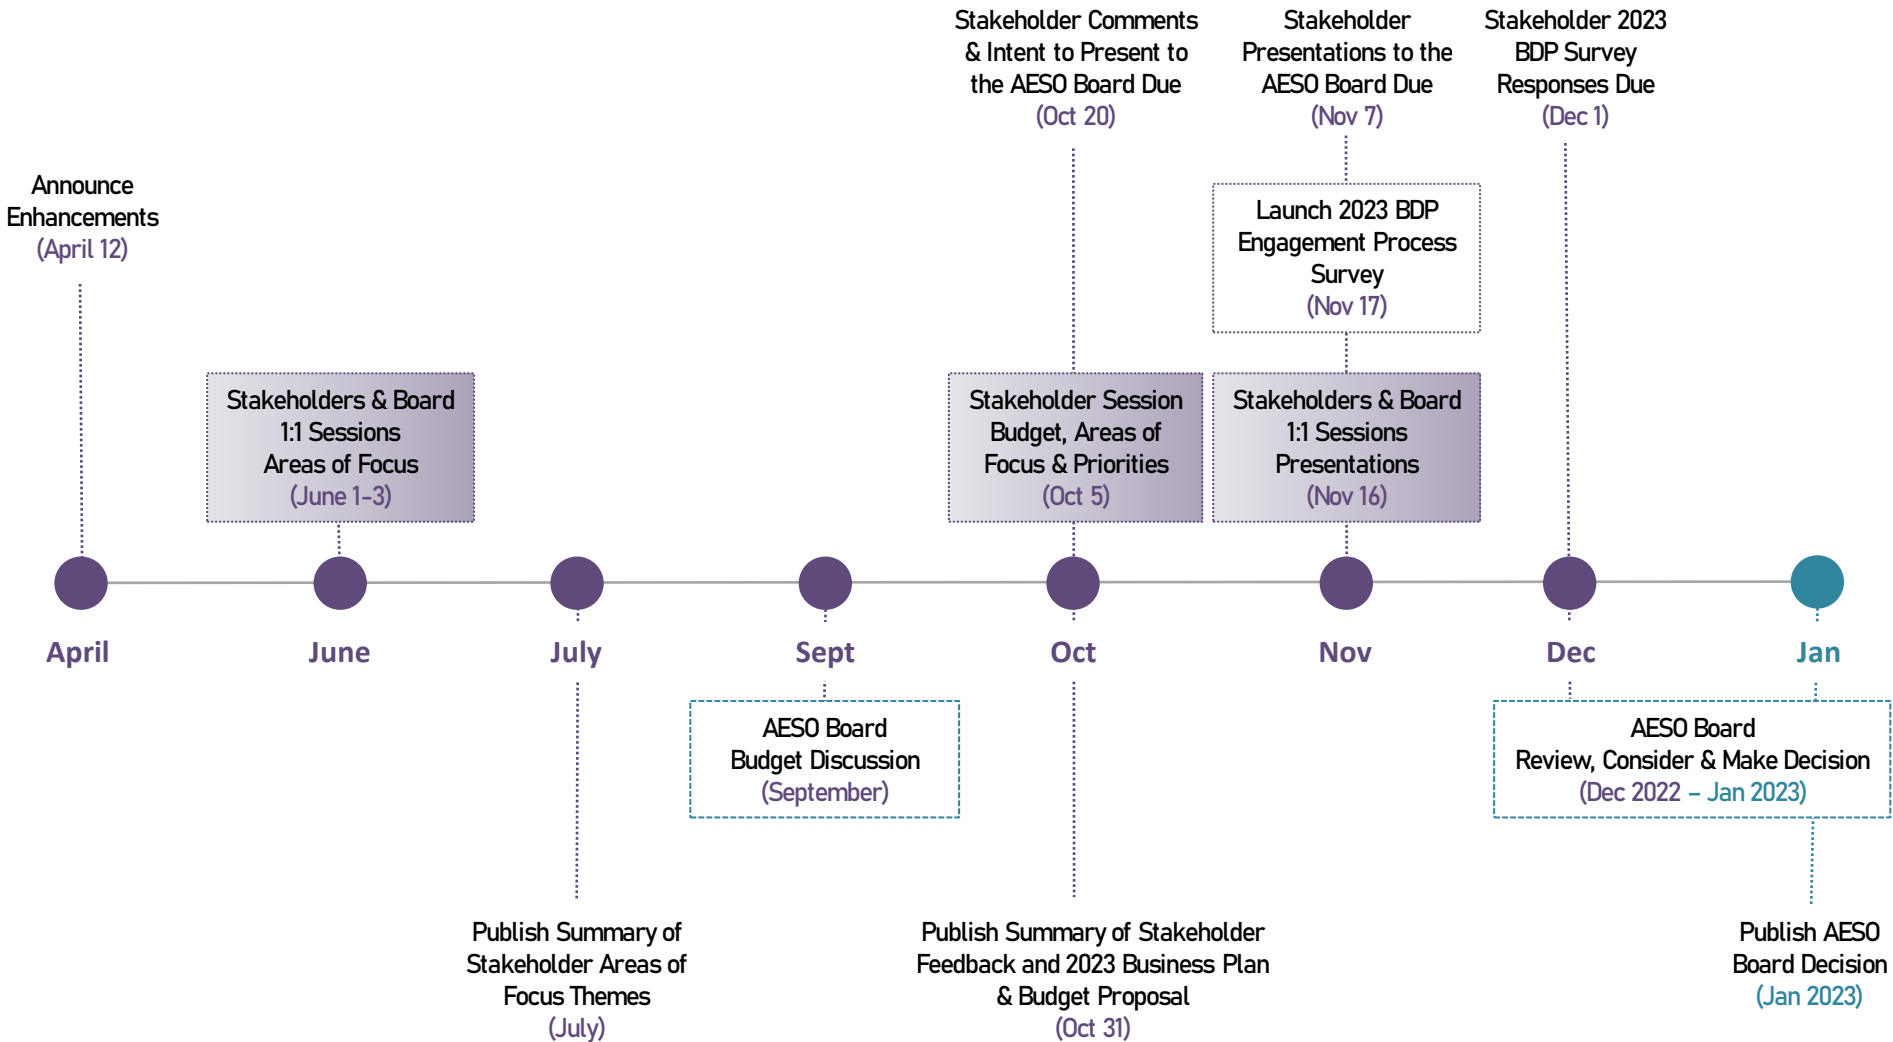 Announce
Enhancements
(April 12)
Stakeholders & Board
1:1 Sessions
Areas of Focus
(June 1-3)
Stakeholder Comments
& Intent to Present to
the AESO Board Due
(Oct 20)
Stakeholder Session
Budget, Areas of
Focus & Priorities
(Oct 5)
Stakeholder
Presentations to the
AESO Board Due
(Nov 7)
Launch 2023 BDP
Engagement Process
Survey
(Nov 17)
Stakeholders & Board
1:1 Sessions
Presentations
(Nov 16)
Stakeholder 2023
BDP Survey
Responses Due
(Dec 1)
April
June
July
Sept
Oct
Nov
Dec
Jan
Publish Summary of
Stakeholder Areas of
Focus Themes
(July)
AESO Board
Budget Discussion
(September)
Publish Summary of Stakeholder
Feedback and 2023 Business Plan
& Budget Proposal
(Oct 31)
AESO Board
Review, Consider & Make Decision
(Dec 2022 – Jan 2023)
Publish AESO
Board Decision
(Jan 2023)